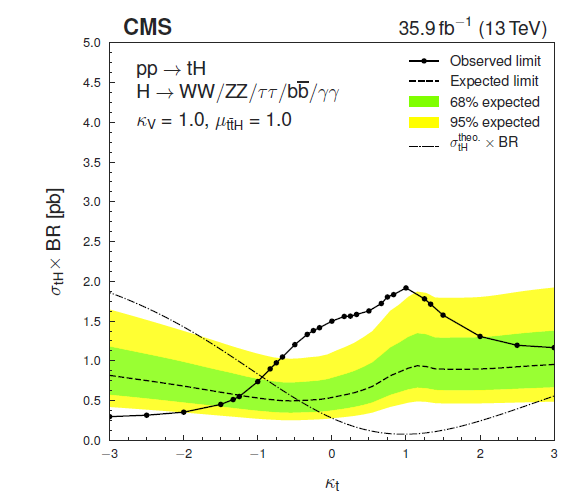 CMS 35.9 fb⁻¹ (13 TeV)
pp → tH
H → WW/ZZ/ττ/bb̅/γγ
κV = 1.0, μtt̄H = 1.0
Observed limit
Expected limit
68% expected
95% expected
σtH^theo. × BR
σtH × BR [pb]
5.0
4.5
4.0
3.5
3.0
2.5
2.0
1.5
1.0
0.5
0.0
−3 −2 −1 0 1 2 3
κt